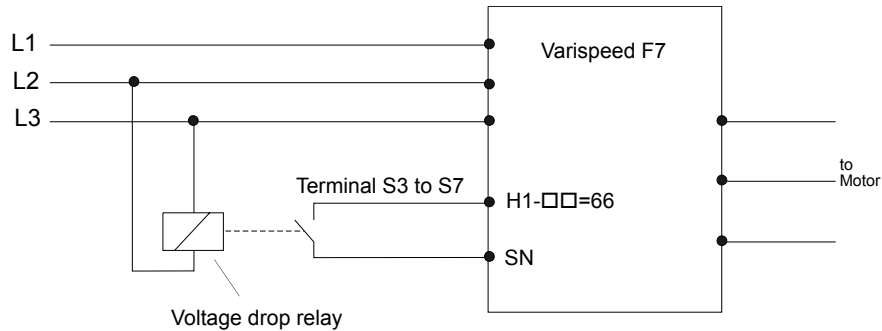 L1
Varispeed F7
L2
L3
to
Motor
Terminal S3 to S7
H1-□□=66
SN
Voltage drop relay